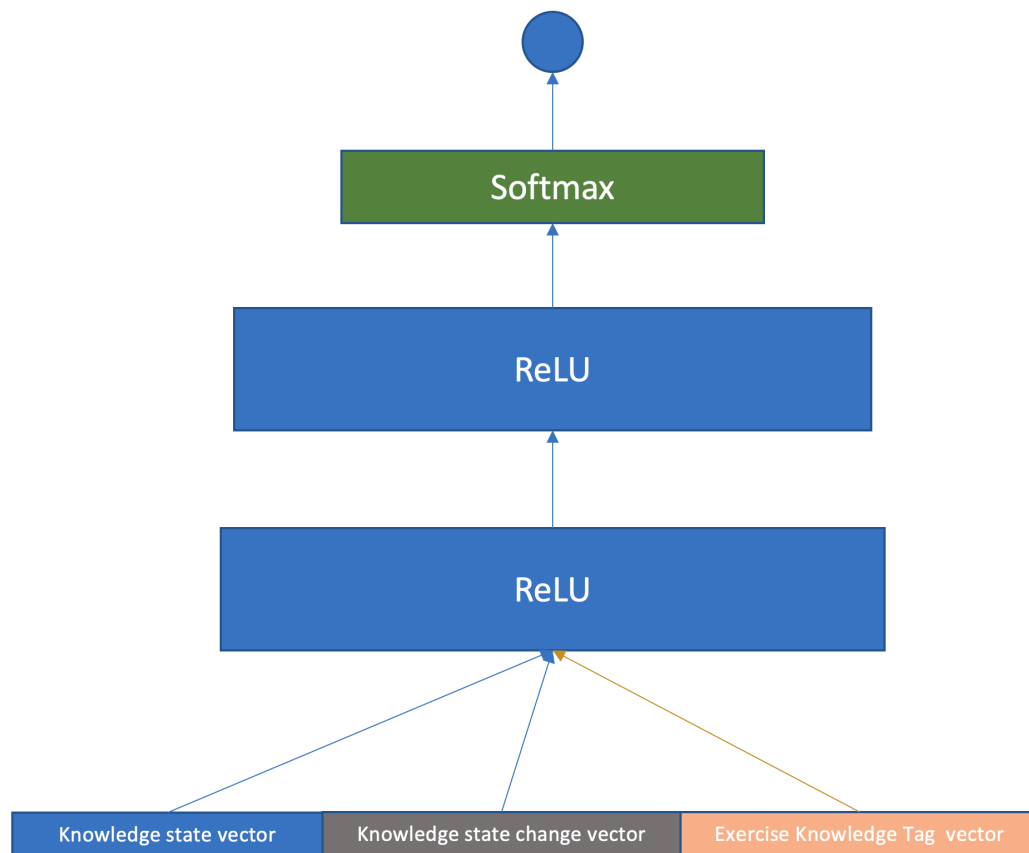 Softmax
ReLU
ReLU
Knowledge state vector
Knowledge state change vector
Exercise Knowledge Tag  vector